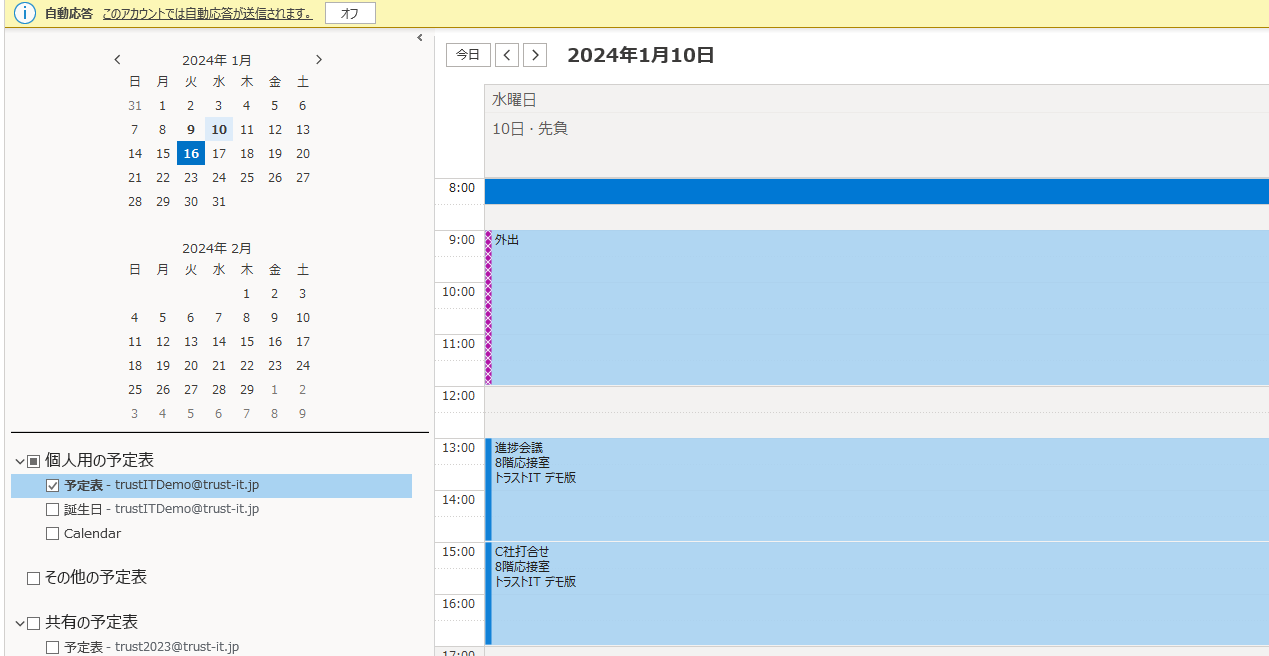 自動応答 このアカウントでは自動応答が送信されます。 オフ
2024年 1月
日 月 火 水 木 金 土
31 1 2 3 4 5 6
7 8 9 10 11 12 13
14 15 16 17 18 19 20
21 22 23 24 25 26 27
28 29 30 31
2024年 2月
日 月 火 水 木 金 土
1 2 3
4 5 6 7 8 9 10
11 12 13 14 15 16 17
18 19 20 21 22 23 24
25 26 27 28 29 1 2
3 4 5 6 7 8 9
個人用の予定表
予定表 - trustITDemo@trust-it.jp
誕生日 - trustITDemo@trust-it.jp
Calendar
その他の予定表
共有の予定表
予定表 - trust2023@trust-it.jp
今日 2024年1月10日
水曜日
10日 · 先負
8:00
9:00 外出
10:00
11:00
12:00
13:00 進捗会議
8階応接室
トラストIT デモ版
14:00
15:00 C社打合せ
8階応接室
トラストIT デモ版
16:00
17:00